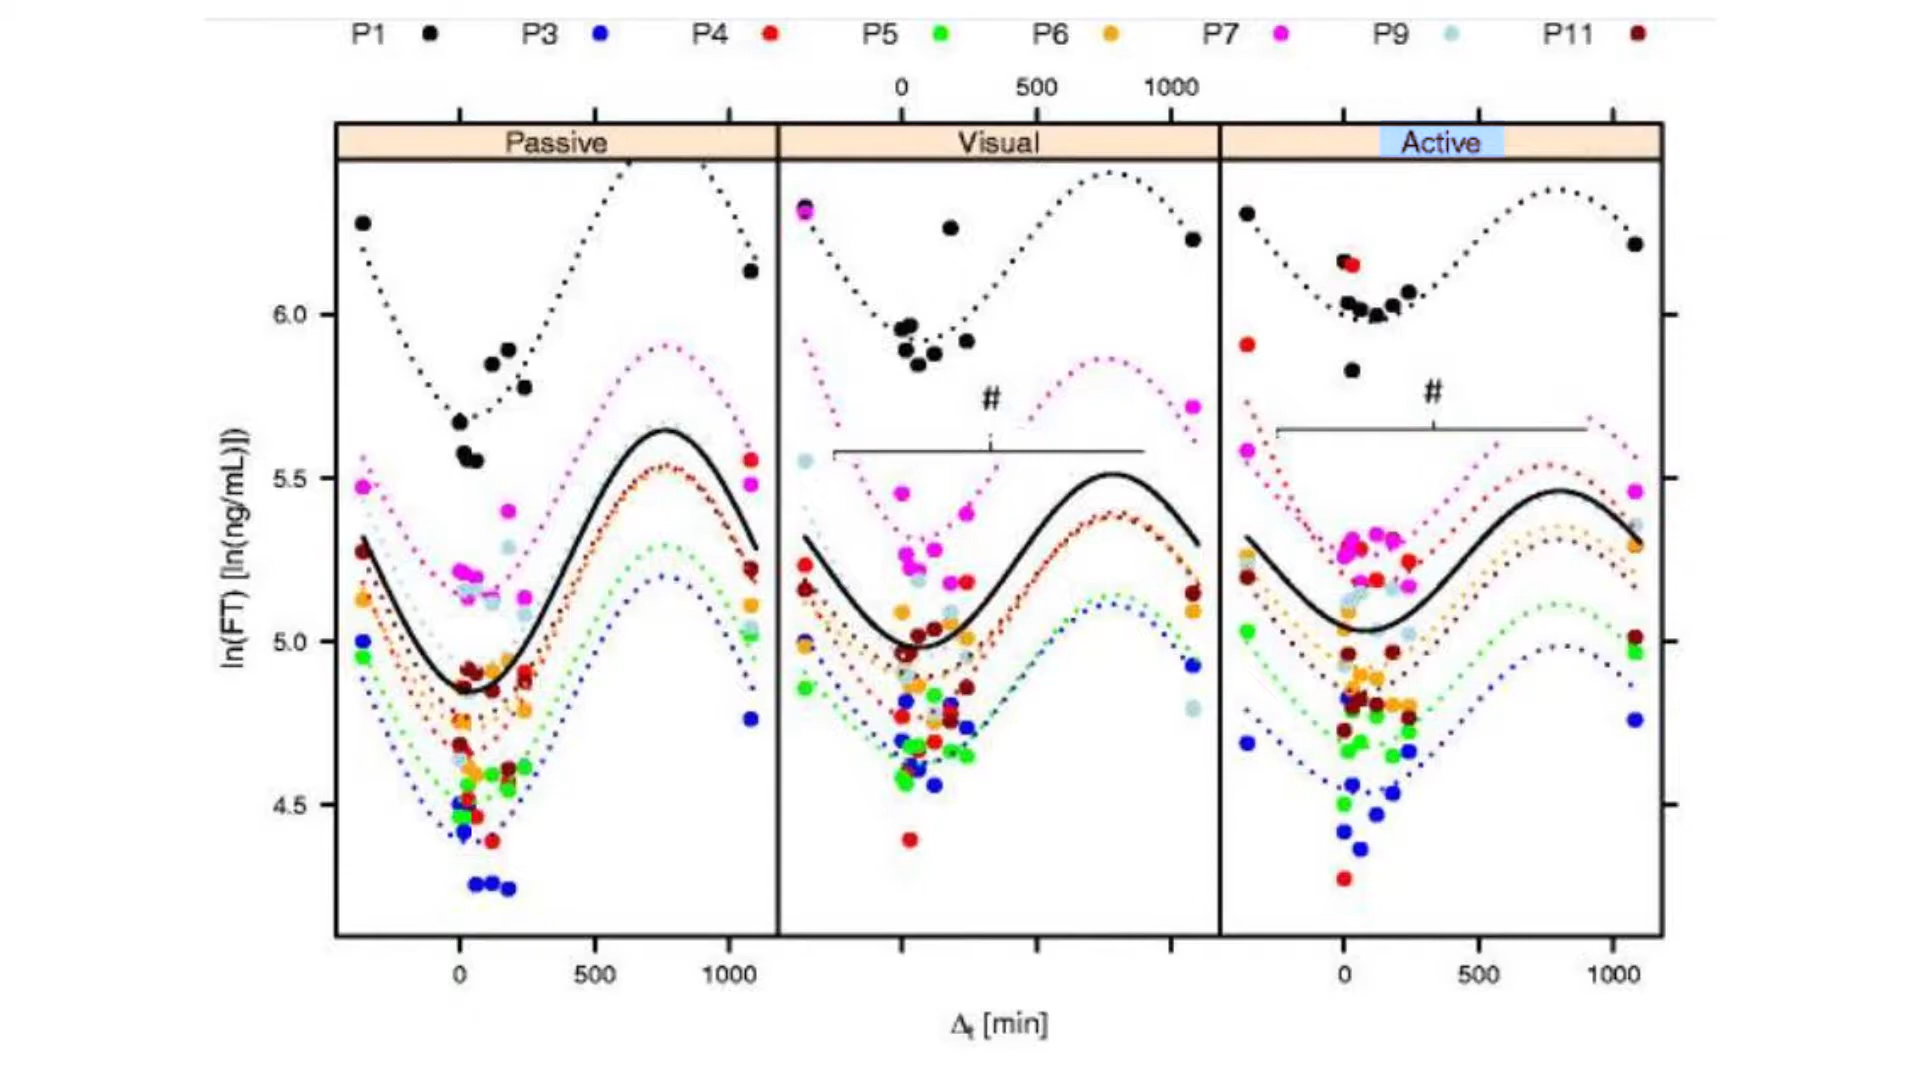 P1 P3 P4 P5 P6 P7 P9 P11
0 500 1000
Passive Visual Active
6.0
5.5
5.0
4.5
# #
ln(FT) [ln(ng/mL)])
0 500 1000 0 500 1000
Δt [min]